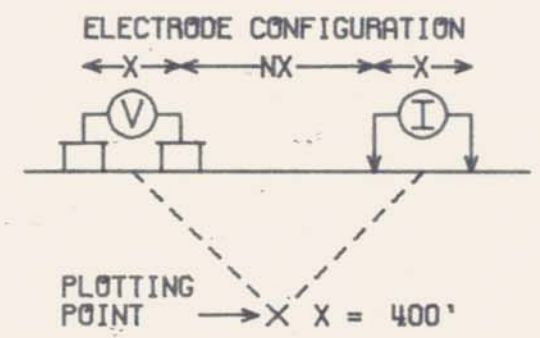 ELECTRODE CONFIGURATION
X NX X
V I
PLOTTING
POINT X X = 400'